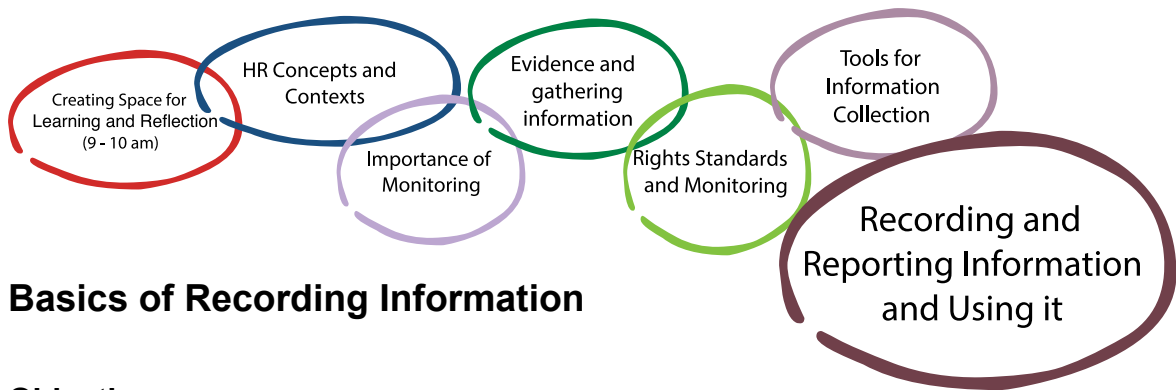 Creating Space for
Learning and Reflection
(9 - 10 am)
HR Concepts and
Contexts
Importance of
Monitoring
Evidence and
gathering
information
Rights Standards
and Monitoring
Tools for
Information
Collection
Recording and
Reporting Information
and Using it
Basics of Recording Information